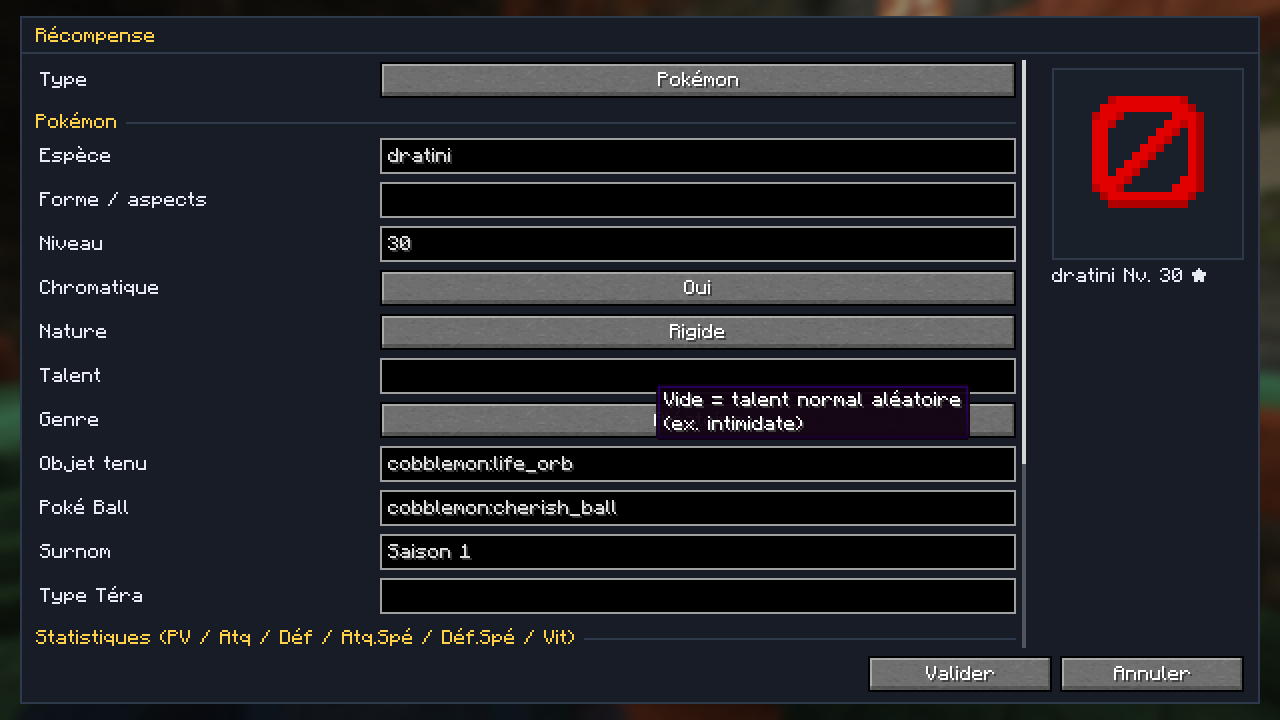 Récompense
Type
Pokémon
Pokémon
Espèce
dratini
Forme / aspects
Niveau
30
Chromatique
Oui
Nature
Rigide
Talent
Vide = talent normal aléatoire
(ex. intimidate)
Genre
Objet tenu
cobblemon:life_orb
Poké Ball
cobblemon:cherish_ball
Surnom
Saison 1
Type Téra
Statistiques (PV / Atq / Déf / Atq.Spé / Déf.Spé / Vit)
Valider
Annuler
dratini Nv. 30 ★